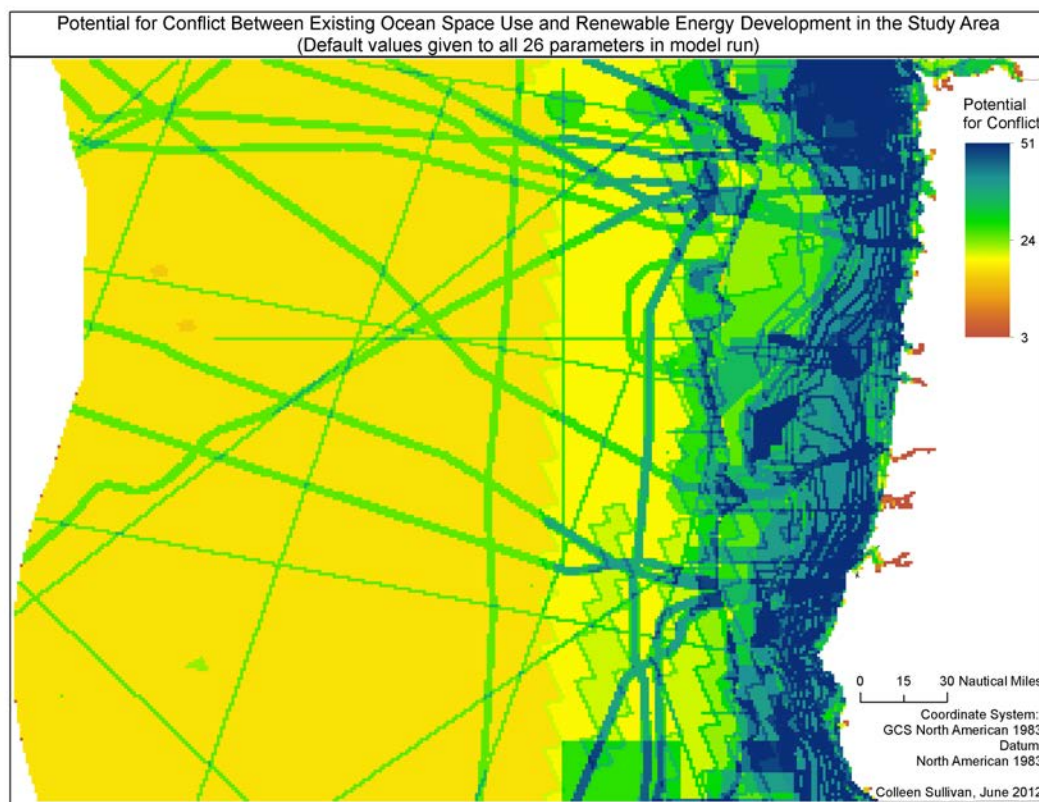 Potential for Conflict Between Existing Ocean Space Use and Renewable Energy Development in the Study Area
(Default values given to all 26 parameters in model run)
Potential
for Conflict
51
24
3
0 15 30 Nautical Miles
Coordinate System:
GCS North American 1983
Datum:
North American 1983
Colleen Sullivan, June 2012